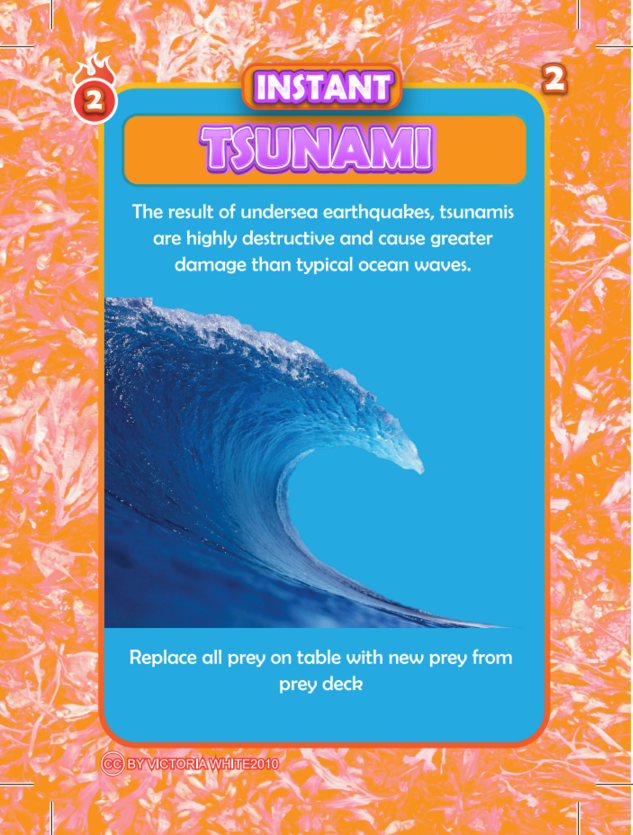 INSTANT
2
2
TSUNAMI
The result of undersea earthquakes, tsunamis
are highly destructive and cause greater
damage than typical ocean waves.
Replace all prey on table with new prey from
prey deck
CC BY VICTORIA WHITE2010